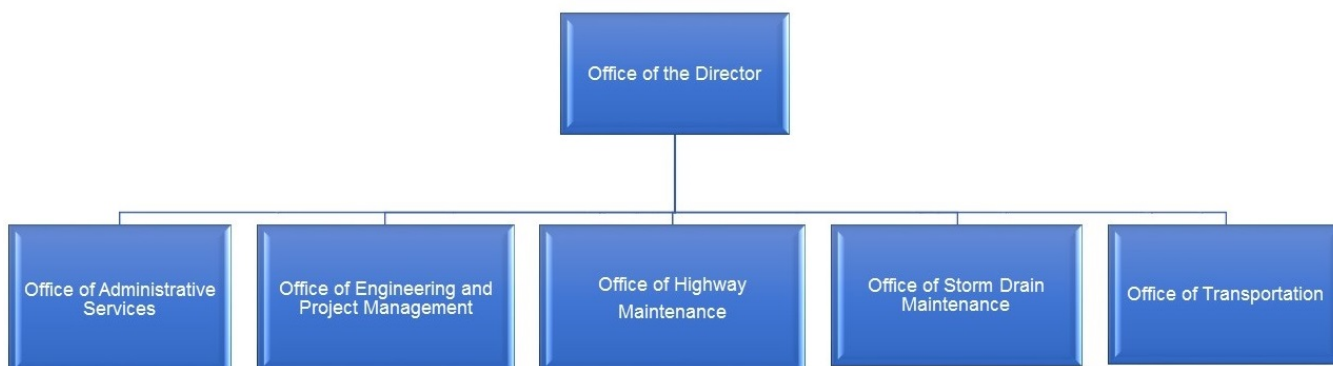 Office of the Director
Office of Administrative
Services
Office of Engineering and
Project Management
Office of Highway
Maintenance
Office of Storm Drain
Maintenance
Office of Transportation